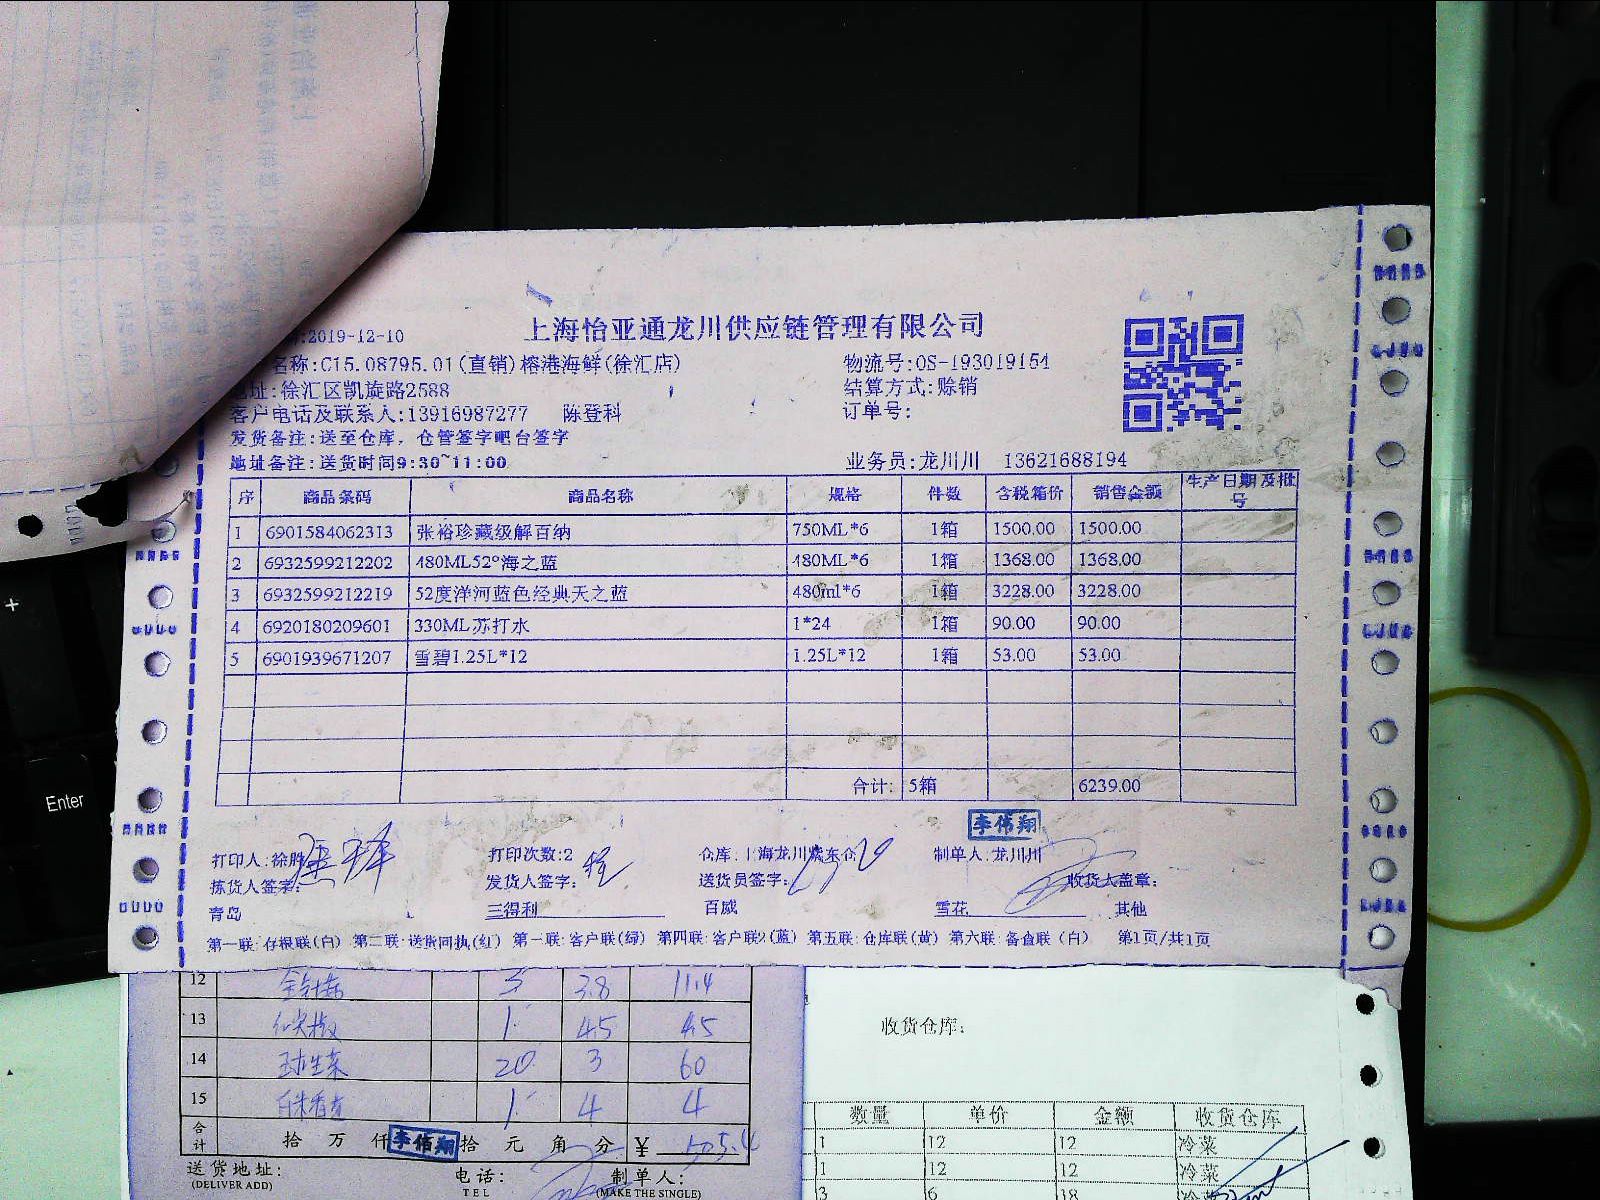 上海怡亚通龙川供应链管理有限公司
:2019-12-10
名称:C15.08795.01(直销)榕港海鲜(徐汇店) 物流号:OS-193019154
地址:徐汇区凯旋路2588 结算方式:赊销
客户电话及联系人:13916987277 陈登科 订单号:
发货备注:送至仓库，仓管签字吧台签字
地址备注:送货时间9:30~11:00 业务员:龙川川 13621688194
序 商品条码 商品名称 规格 件数 含税箱价 销售金额 生产日期及批号
1 6901584062313 张裕珍藏级解百纳 750ML*6 1箱 1500.00 1500.00
2 6932599212202 480ML52°海之蓝 480ML*6 1箱 1368.00 1368.00
3 6932599212219 52度洋河蓝色经典天之蓝 480ml*6 1箱 3228.00 3228.00
4 6920180209601 330ML苏打水 1*24 1箱 90.00 90.00
5 6901939671207 雪碧1.25L*12 1.25L*12 1箱 53.00 53.00
合计: 5箱 6239.00
李佰翔
打印人:徐胜 打印次数:2 仓库:上海龙川紫东仓 制单人:龙川川
拣货人签字: 发货人签字: 送货员签字: 收货人盖章:
青岛 三得利 百威 雪花 其他
第一联:存根联(白) 第二联:送货回执(红) 第一联:客户联(绿) 第四联:客户联2(蓝) 第五联:仓库联(黄) 第六联:备查联(白) 第1页/共1页
12 金针菇 3 3.8 11.4
13 1 45 45
14 球生菜 20 3 60
15 1 4 4
合计 拾 万 仟 李佰翔 拾 元 角 分 ¥ 505.4
送货地址: 电话: 制单人:
(DELIVER ADD) TEL (MAKE THE SINGLE)
收货仓库:
数量 单价 金额 收货仓库
1 12 12 冷菜
1 12 12 冷菜
3 6 18 冷菜
+
Enter